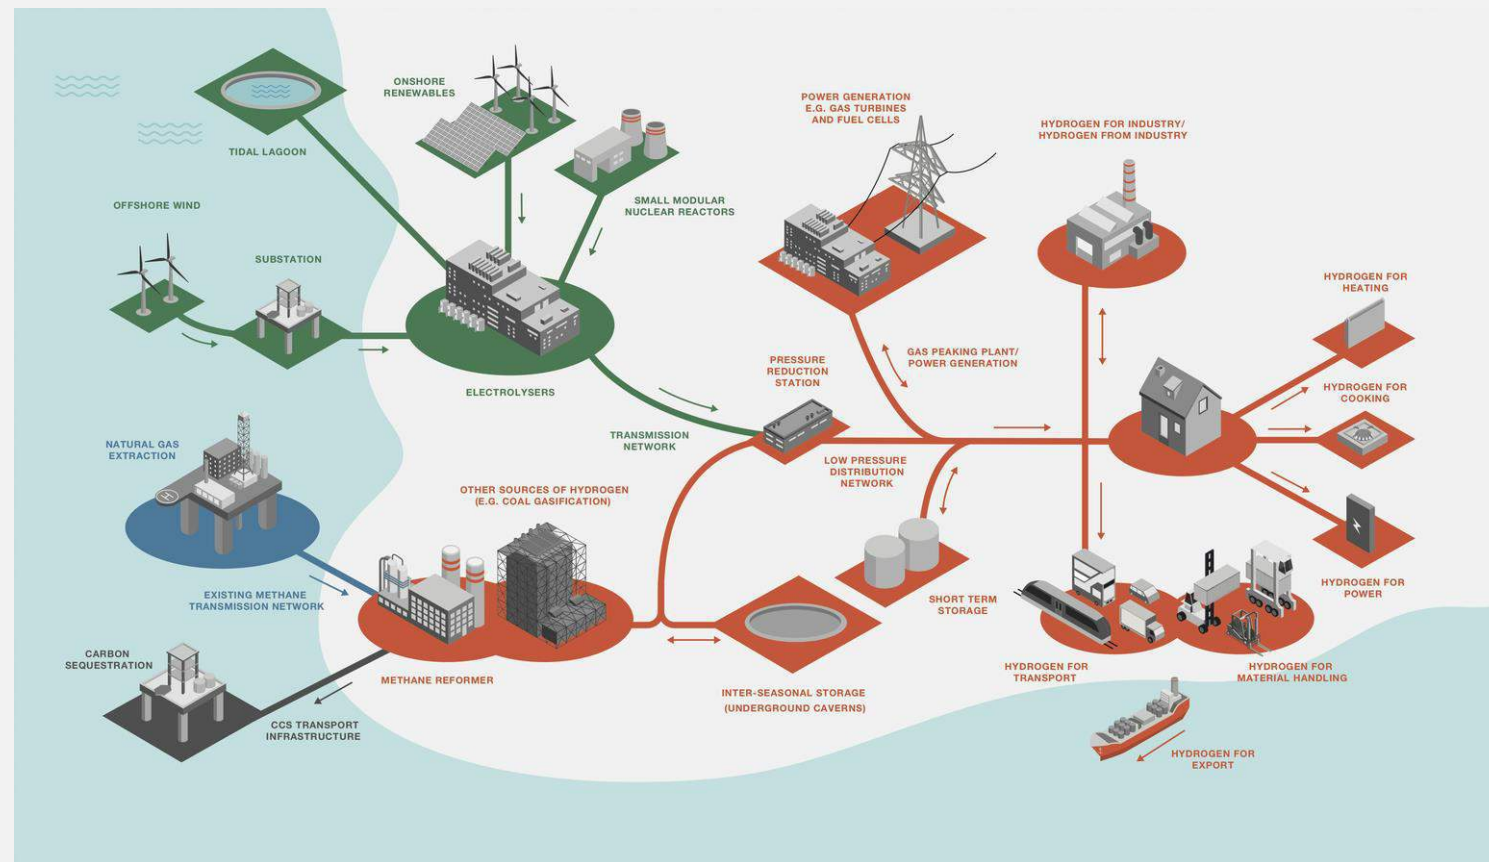 ONSHORE
RENEWABLES
TIDAL LAGOON
OFFSHORE WIND
SUBSTATION
SMALL MODULAR
NUCLEAR REACTORS
ELECTROLYSERS
POWER GENERATION
E.G. GAS TURBINES
AND FUEL CELLS
HYDROGEN FOR INDUSTRY/
HYDROGEN FROM INDUSTRY
HYDROGEN FOR
HEATING
GAS PEAKING PLANT/
POWER GENERATION
PRESSURE
REDUCTION
STATION
HYDROGEN FOR
COOKING
TRANSMISSION
NETWORK
LOW PRESSURE
DISTRIBUTION
NETWORK
NATURAL GAS
EXTRACTION
H
OTHER SOURCES OF HYDROGEN
(E.G. COAL GASIFICATION)
EXISTING METHANE
TRANSMISSION NETWORK
SHORT TERM
STORAGE
HYDROGEN FOR
POWER
CARBON
SEQUESTRATION
METHANE REFORMER
INTER-SEASONAL STORAGE
(UNDERGROUND CAVERNS)
HYDROGEN FOR
TRANSPORT
HYDROGEN FOR
MATERIAL HANDLING
CCS TRANSPORT
INFRASTRUCTURE
HYDROGEN FOR
EXPORT